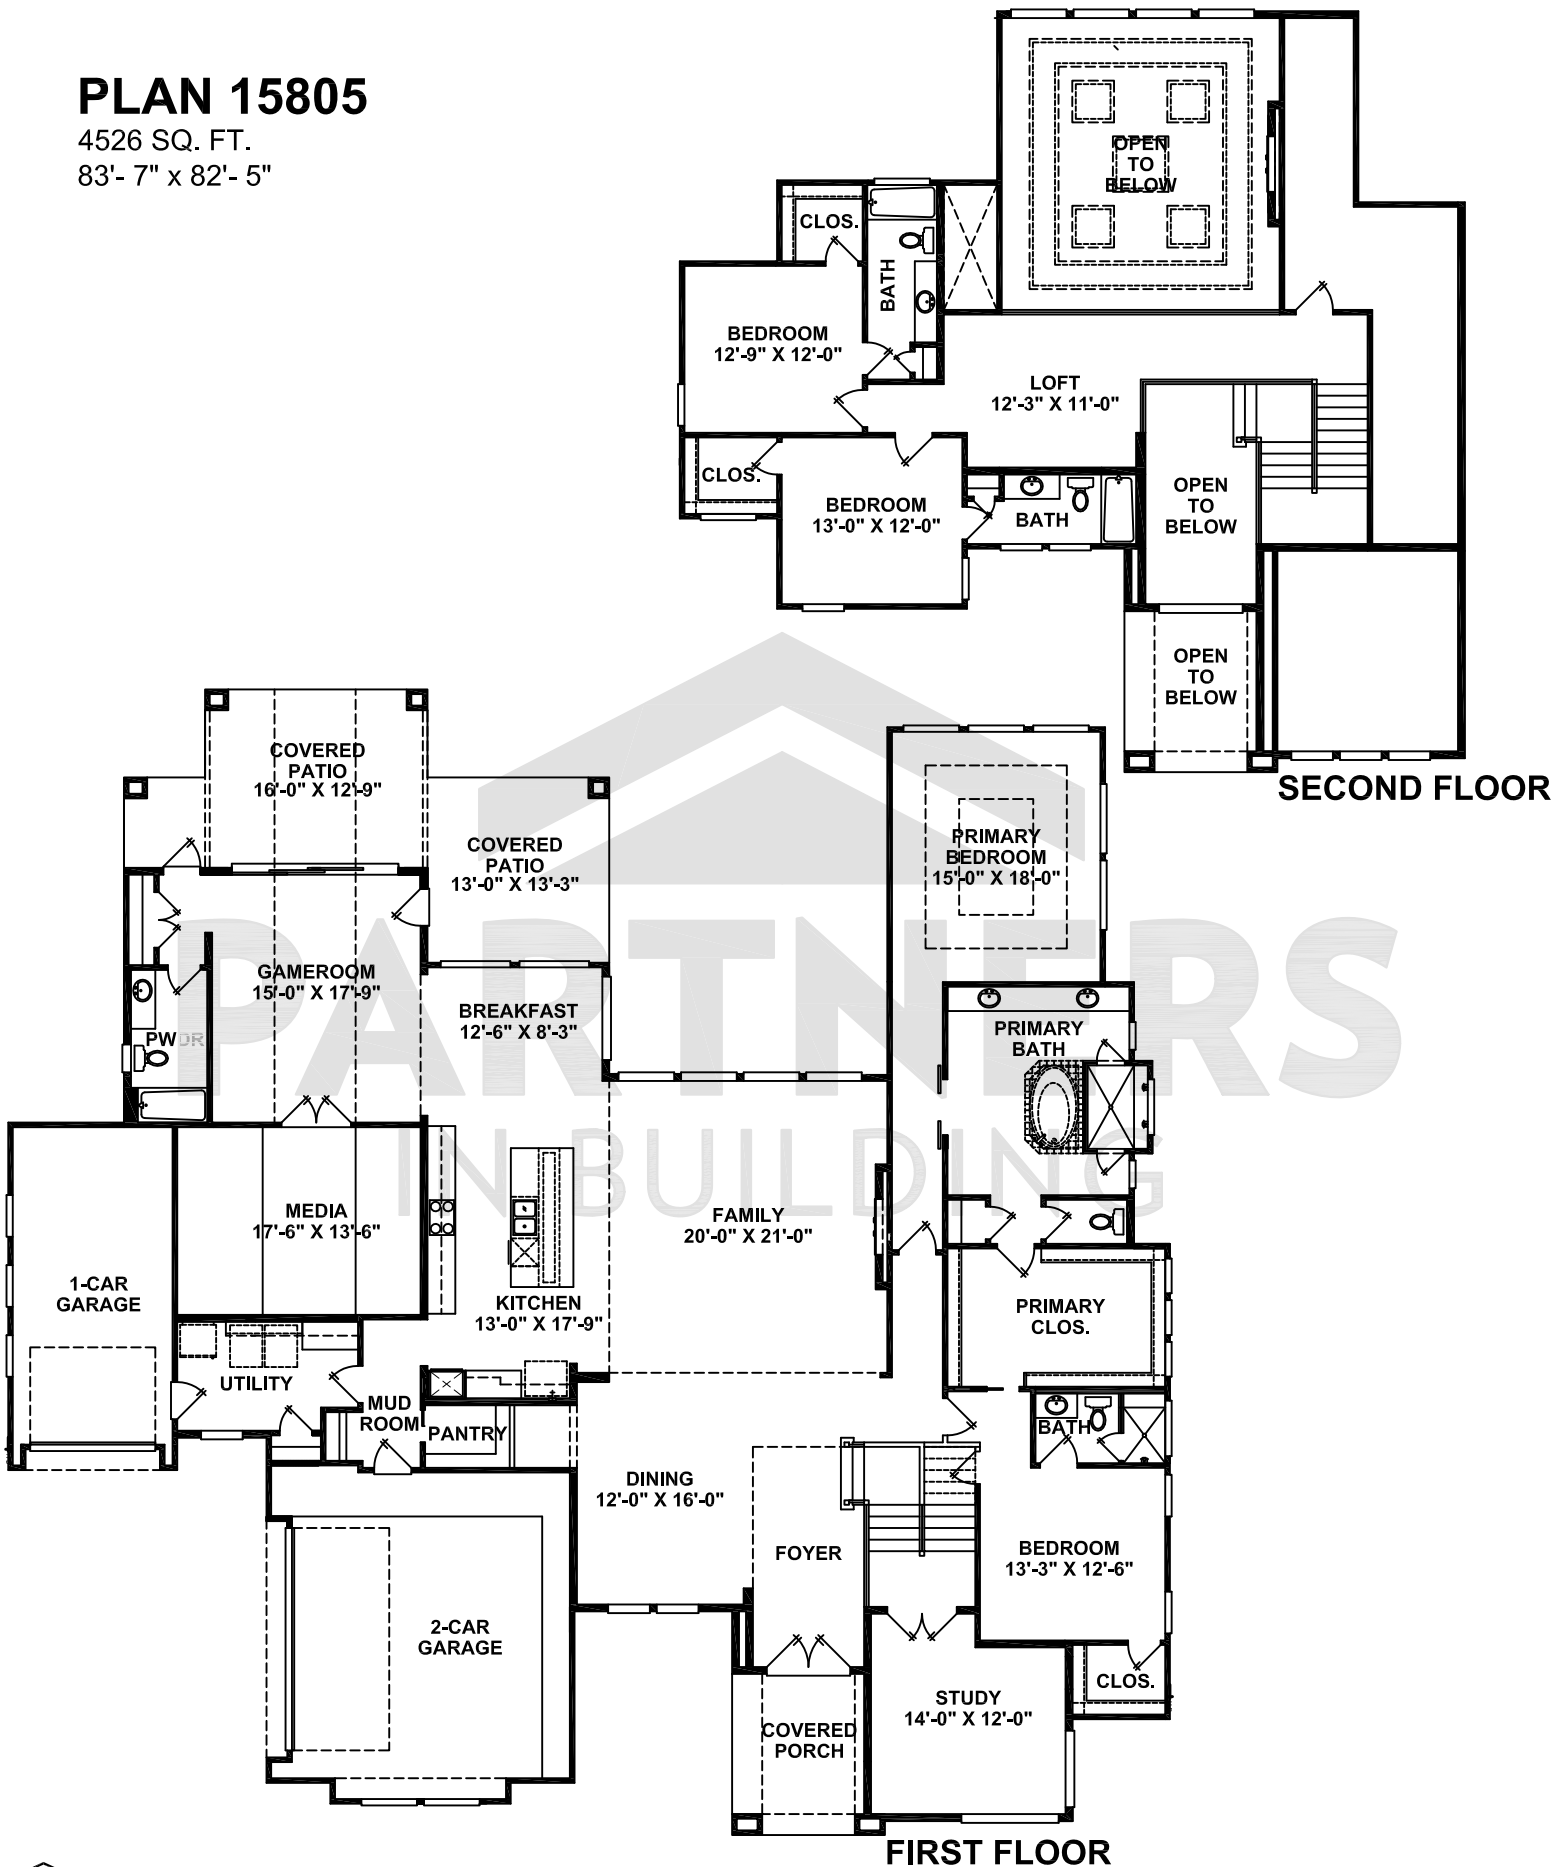 PLAN 15805
4526 SQ. FT.
83'- 7" x 82'- 5"
OPEN
TO
BELOW
CLOS.
BATH
BEDROOM
12'-9" X 12'-0"
LOFT
12'-3" X 11'-0"
CLOS.
BEDROOM
13'-0" X 12'-0"
BATH
OPEN
TO
BELOW
OPEN
TO
BELOW
SECOND FLOOR
COVERED
PATIO
16'-0" X 12'-9"
COVERED
PATIO
13'-0" X 13'-3"
PRIMARY
BEDROOM
15'-0" X 18'-0"
PARTNERS
IN BUILDING
GAMEROOM
15'-0" X 17'-9"
BREAKFAST
12'-6" X 8'-3"
PWDR
PRIMARY
BATH
MEDIA
17'-6" X 13'-6"
FAMILY
20'-0" X 21'-0"
1-CAR
GARAGE
KITCHEN
13'-0" X 17'-9"
PRIMARY
CLOS.
UTILITY
MUD
ROOM
PANTRY
BATH
DINING
12'-0" X 16'-0"
FOYER
BEDROOM
13'-3" X 12'-6"
2-CAR
GARAGE
CLOS.
STUDY
14'-0" X 12'-0"
COVERED
PORCH
FIRST FLOOR